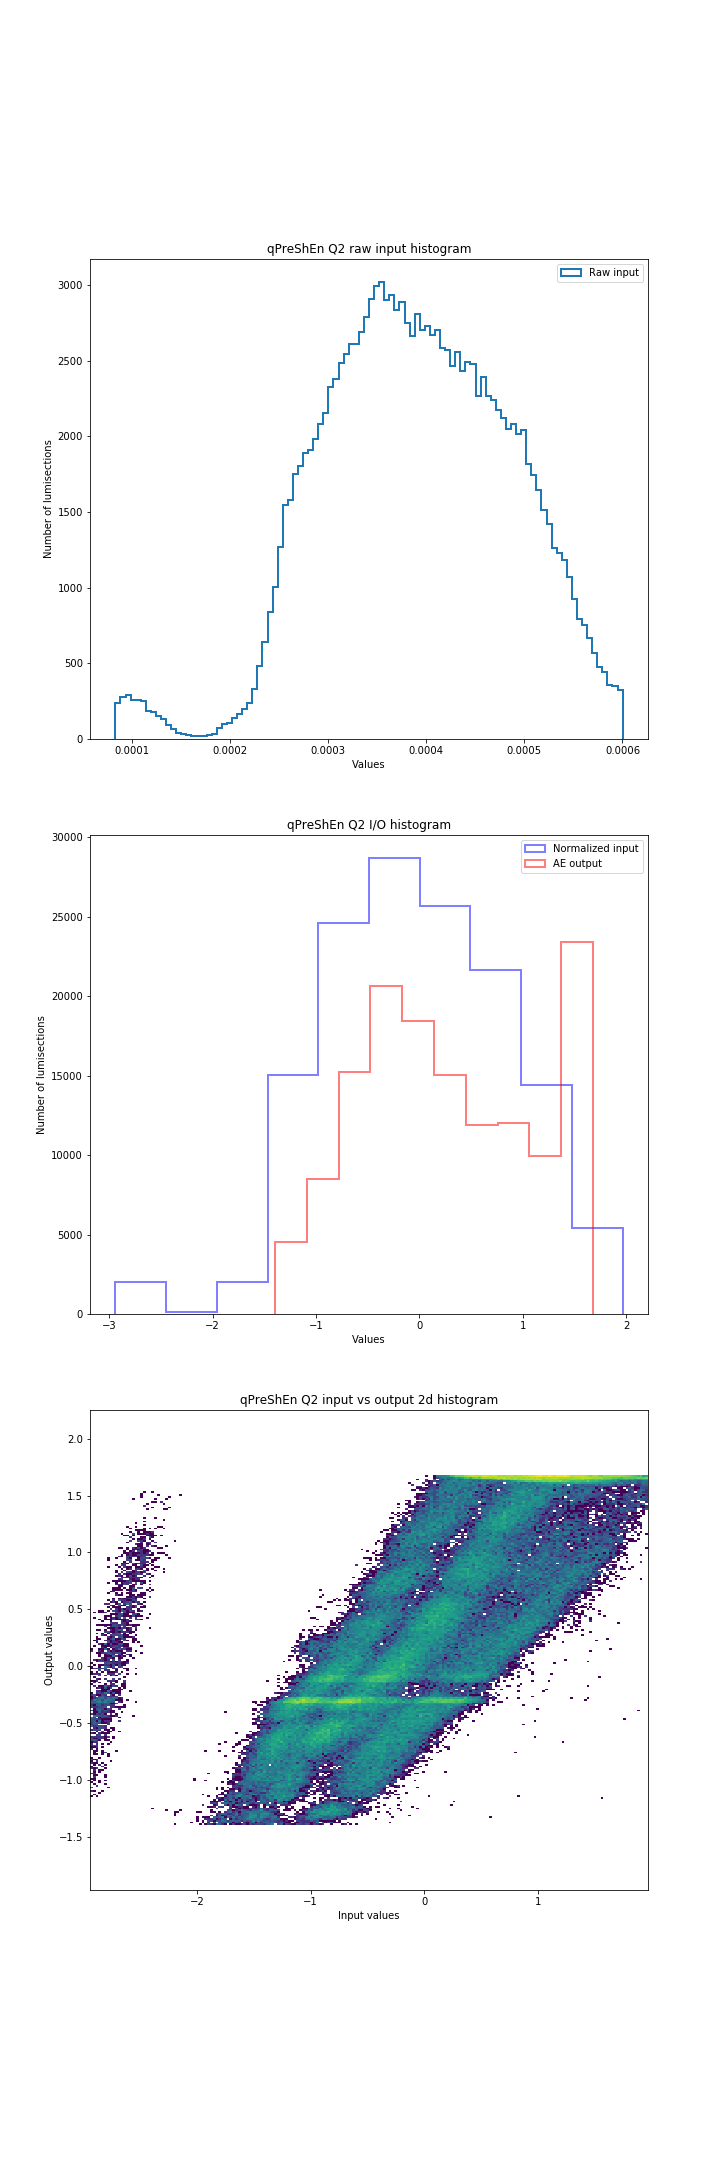 qPreShEn Q2 raw input histogram
Raw input
3000
2500
2000
1500
1000
500
0
Number of lumisections
0.0001 0.0002 0.0003 0.0004 0.0005 0.0006
Values
qPreShEn Q2 I/O histogram
Normalized input
AE output
30000
25000
20000
15000
10000
5000
0
Number of lumisections
−3 −2 −1 0 1 2
Values
qPreShEn Q2 input vs output 2d histogram
2.0
1.5
1.0
0.5
0.0
−0.5
−1.0
−1.5
Output values
−2 −1 0 1
Input values